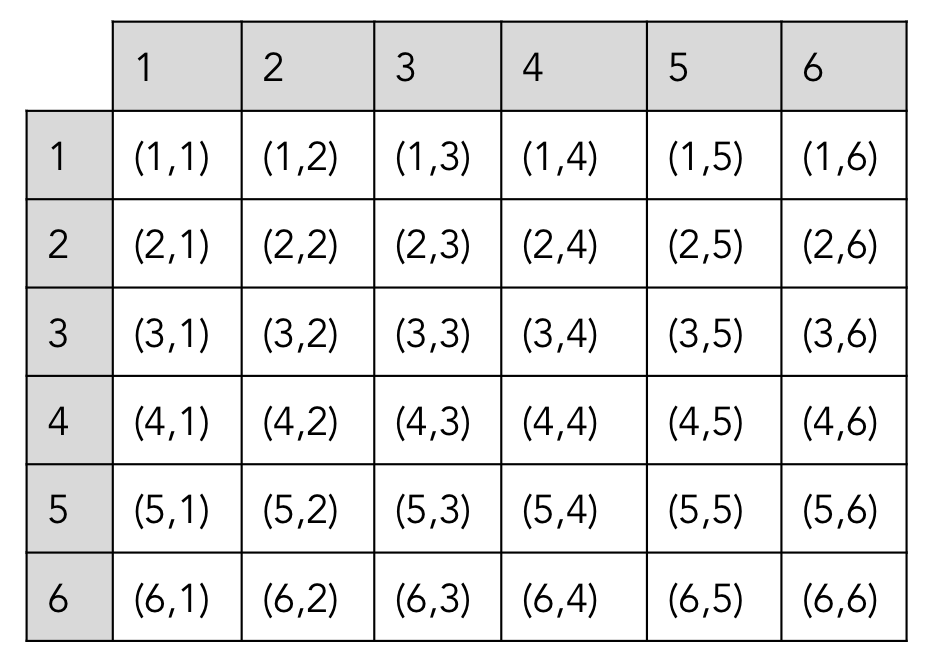 1 2 3 4 5 6
1 (1,1) (1,2) (1,3) (1,4) (1,5) (1,6)
2 (2,1) (2,2) (2,3) (2,4) (2,5) (2,6)
3 (3,1) (3,2) (3,3) (3,4) (3,5) (3,6)
4 (4,1) (4,2) (4,3) (4,4) (4,5) (4,6)
5 (5,1) (5,2) (5,3) (5,4) (5,5) (5,6)
6 (6,1) (6,2) (6,3) (6,4) (6,5) (6,6)